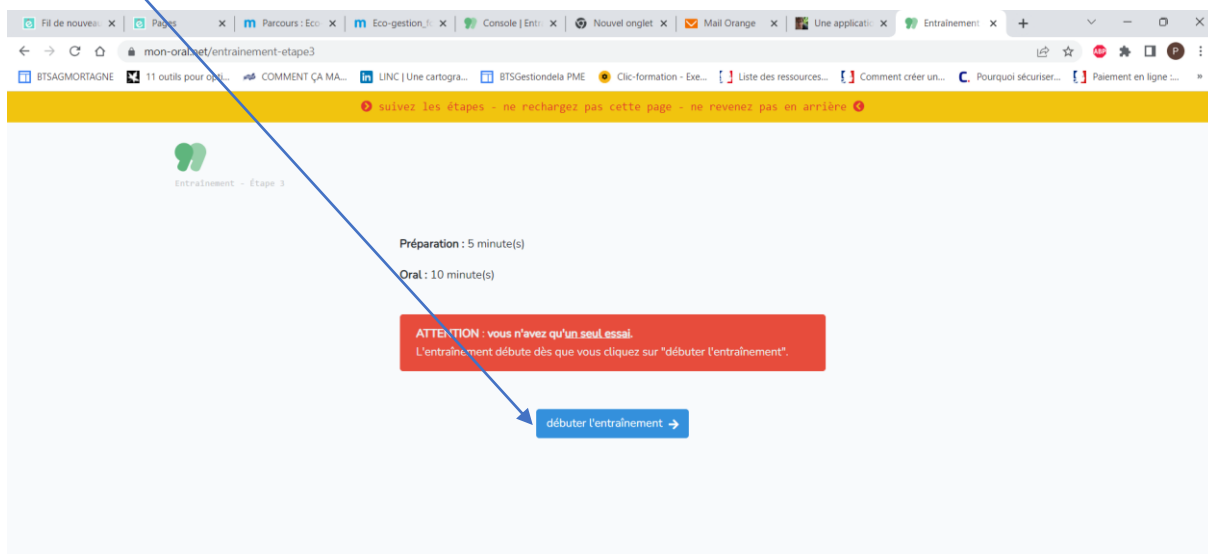 Fil de nouveau
Pages
Parcours : Eco-
Eco-gestion_fo
Console | Entr
Nouvel onglet
Mail Orange
Une applicatio
Entraînement
mon-oral.net/entrainement-etape3
ABP
P
BTSAGMORTAGNE
11 outils pour opti...
COMMENT ÇA MA...
LINC | Une cartogra...
BTSGestiondela PME
Clic-formation - Exe...
Liste des ressources...
Comment créer un...
Pourquoi sécuriser...
Paiement en ligne :...
»
suivez les étapes - ne rechargez pas cette page - ne revenez pas en arrière
Entraînement - Étape 3
Préparation : 5 minute(s)
Oral : 10 minute(s)
ATTENTION : vous n'avez qu'un seul essai.
L'entraînement débute dès que vous cliquez sur "débuter l'entraînement".
débuter l'entraînement →